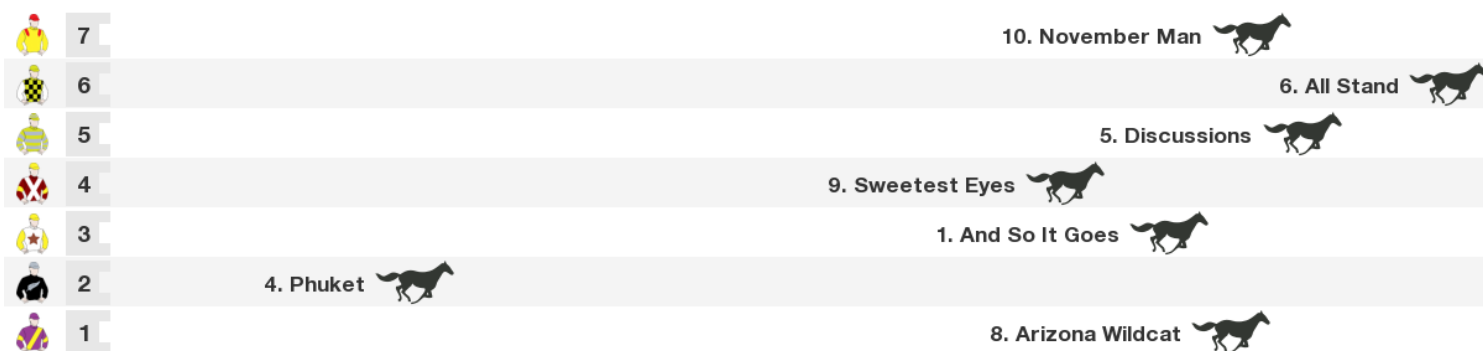 7 10. November Man
6 6. All Stand
5 5. Discussions
4 9. Sweetest Eyes
3 1. And So It Goes
2 4. Phuket
1 8. Arizona Wildcat